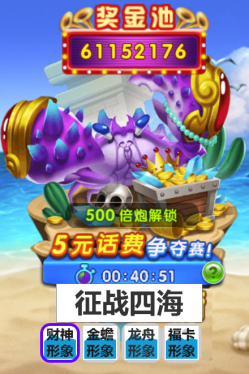 奖金池
61152176
500倍炮解锁
5元话费争夺赛!
00:40:51
?
征战四海
财神 金蟾 龙舟 福卡
形象 形象 形象 形象